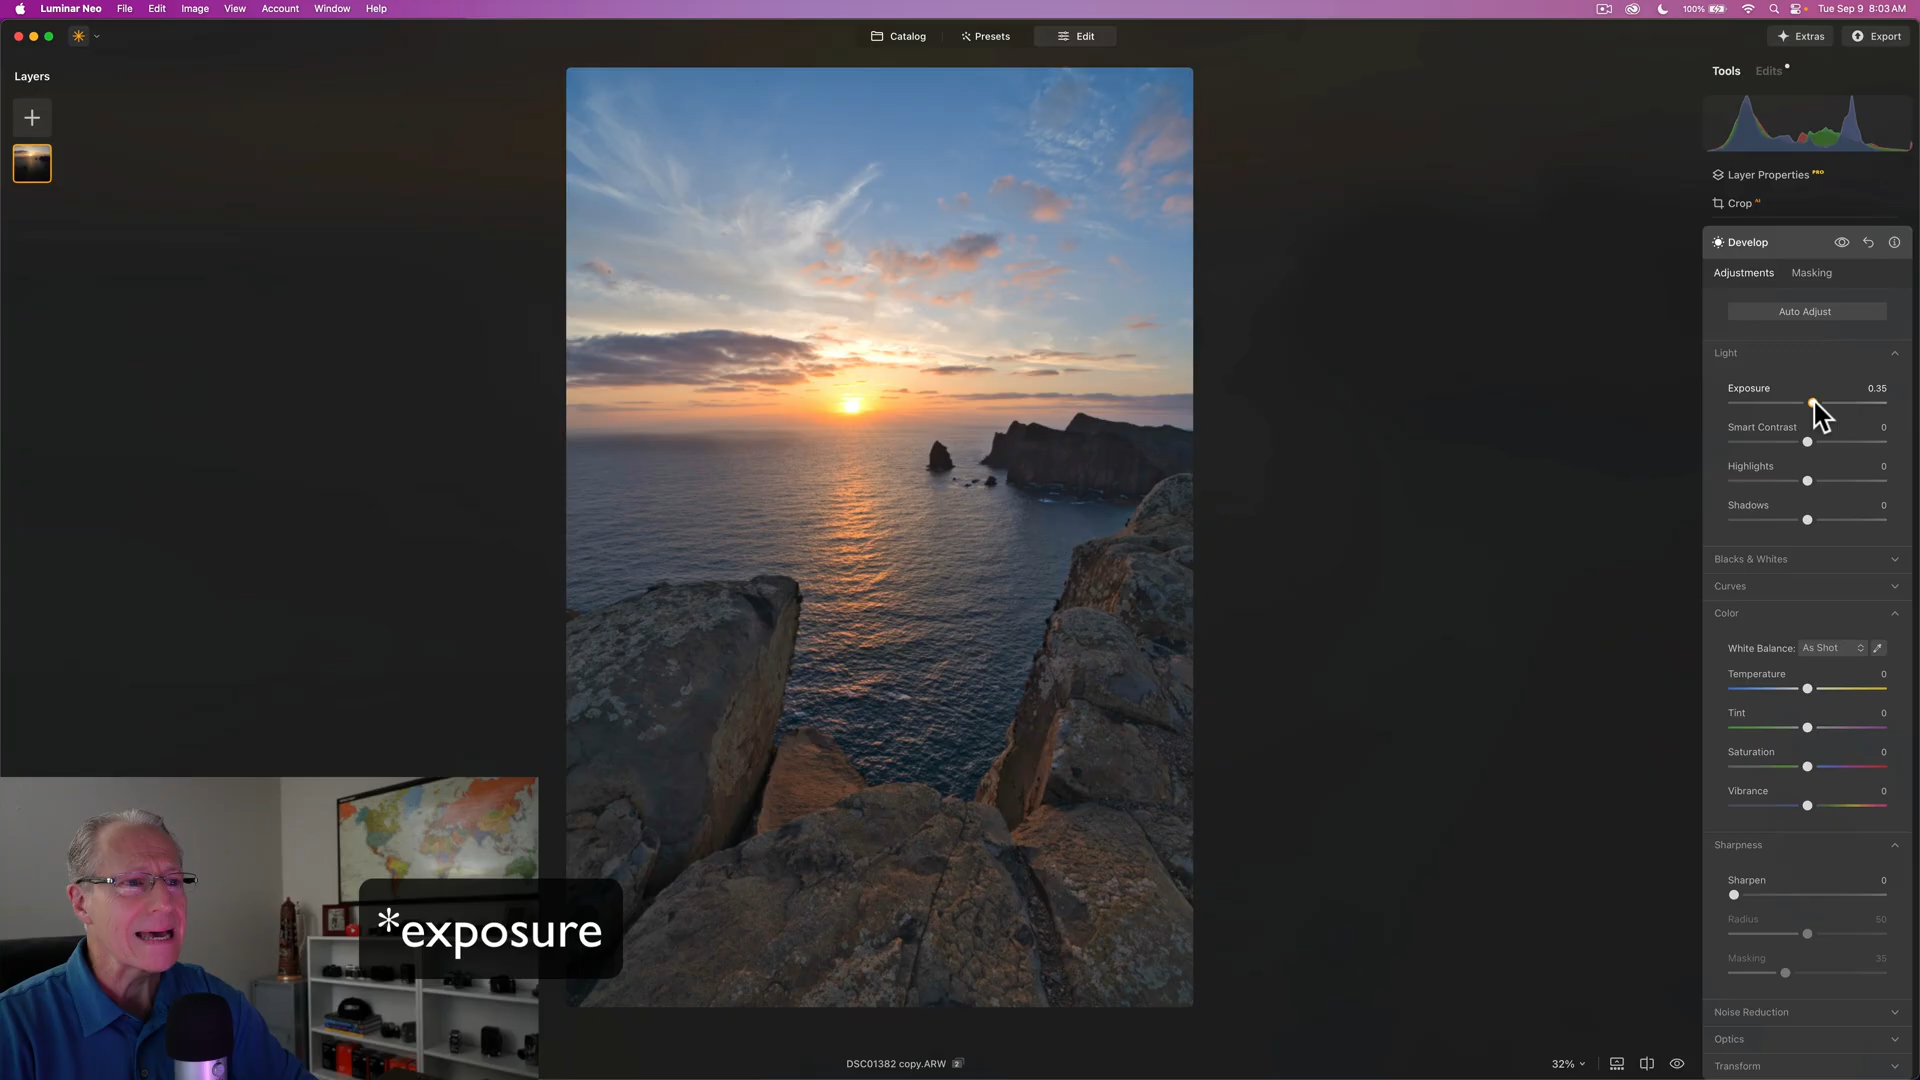 Luminar Neo File Edit Image View Account Window Help
100% Tue Sep 9 8:03 AM
Catalog Presets Edit
Extras Export
Layers
Tools Edits
Layer Properties PRO
Crop AI
Develop
Adjustments Masking
Auto Adjust
Light
Exposure 0.35
Smart Contrast 0
Highlights 0
Shadows 0
Blacks & Whites
Curves
Color
White Balance: As Shot
Temperature 0
Tint 0
Saturation 0
Vibrance 0
Sharpness
Sharpen 0
Radius 50
Masking 35
Noise Reduction
Optics
Transform
*exposure
DSC01382 copy.ARW 2
32%